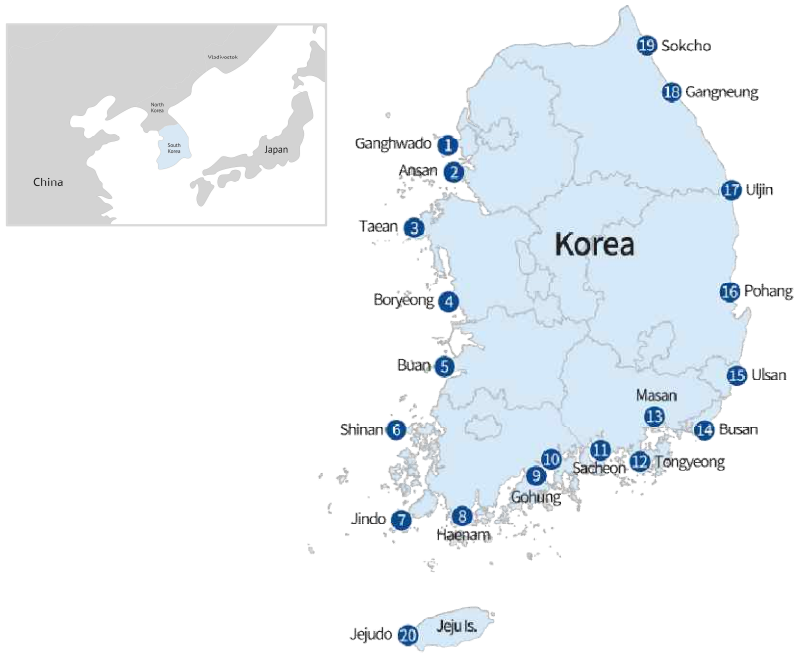 Vladivostok
North
Korea
South
Korea
Japan
China
19 Sokcho
18 Gangneung
Ganghwado 1
Ansan 2
17 Uljin
Taean 3
Korea
16 Pohang
Boryeong 4
Buan 5
15 Ulsan
Masan
13
Shinan 6
14 Busan
11
Sacheon
12 Tongyeong
10
9
Gohung
Jindo 7
8
Haenam
Jeju Is.
Jejudo 20